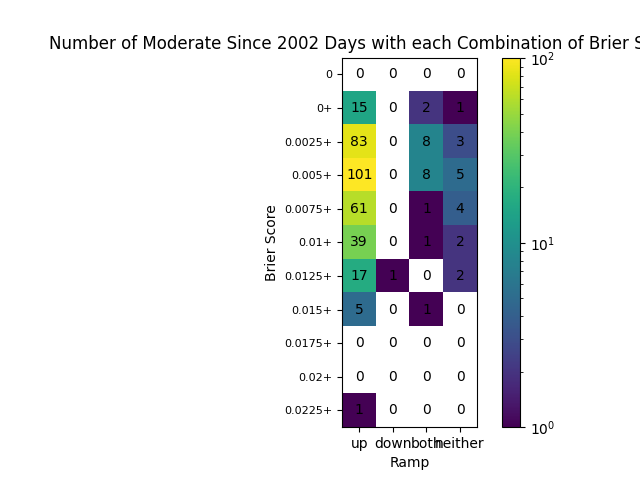 Number of Moderate Since 2002 Days with each Combination of Brier S
Brier Score
0 0 0 0 0
0+ 15 0 2 1
0.0025+ 83 0 8 3
0.005+ 101 0 8 5
0.0075+ 61 0 1 4
0.01+ 39 0 1 2
0.0125+ 17 1 0 2
0.015+ 5 0 1 0
0.0175+ 0 0 0 0
0.02+ 0 0 0 0
0.0225+ 1 0 0 0
up down both neither
Ramp
10²
10¹
10⁰